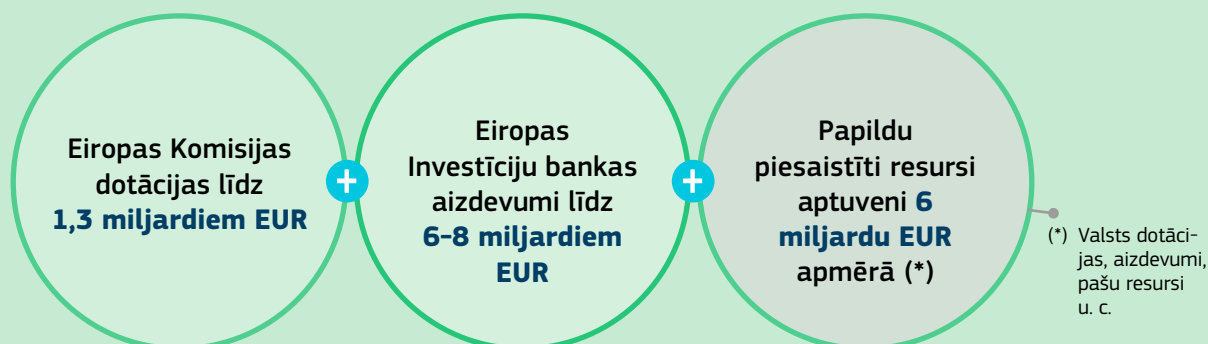 Eiropas Komisijas
dotācijas līdz
1,3 miljardiem EUR
+
Eiropas
Investīciju bankas
aizdevumi līdz
6-8 miljardiem
EUR
+
Papildu
piesaistīti resursi
aptuveni 6
miljardu EUR
apmērā (*)
(*) Valsts dotāci-
jas, aizdevumi,
pašu resursi
u. c.